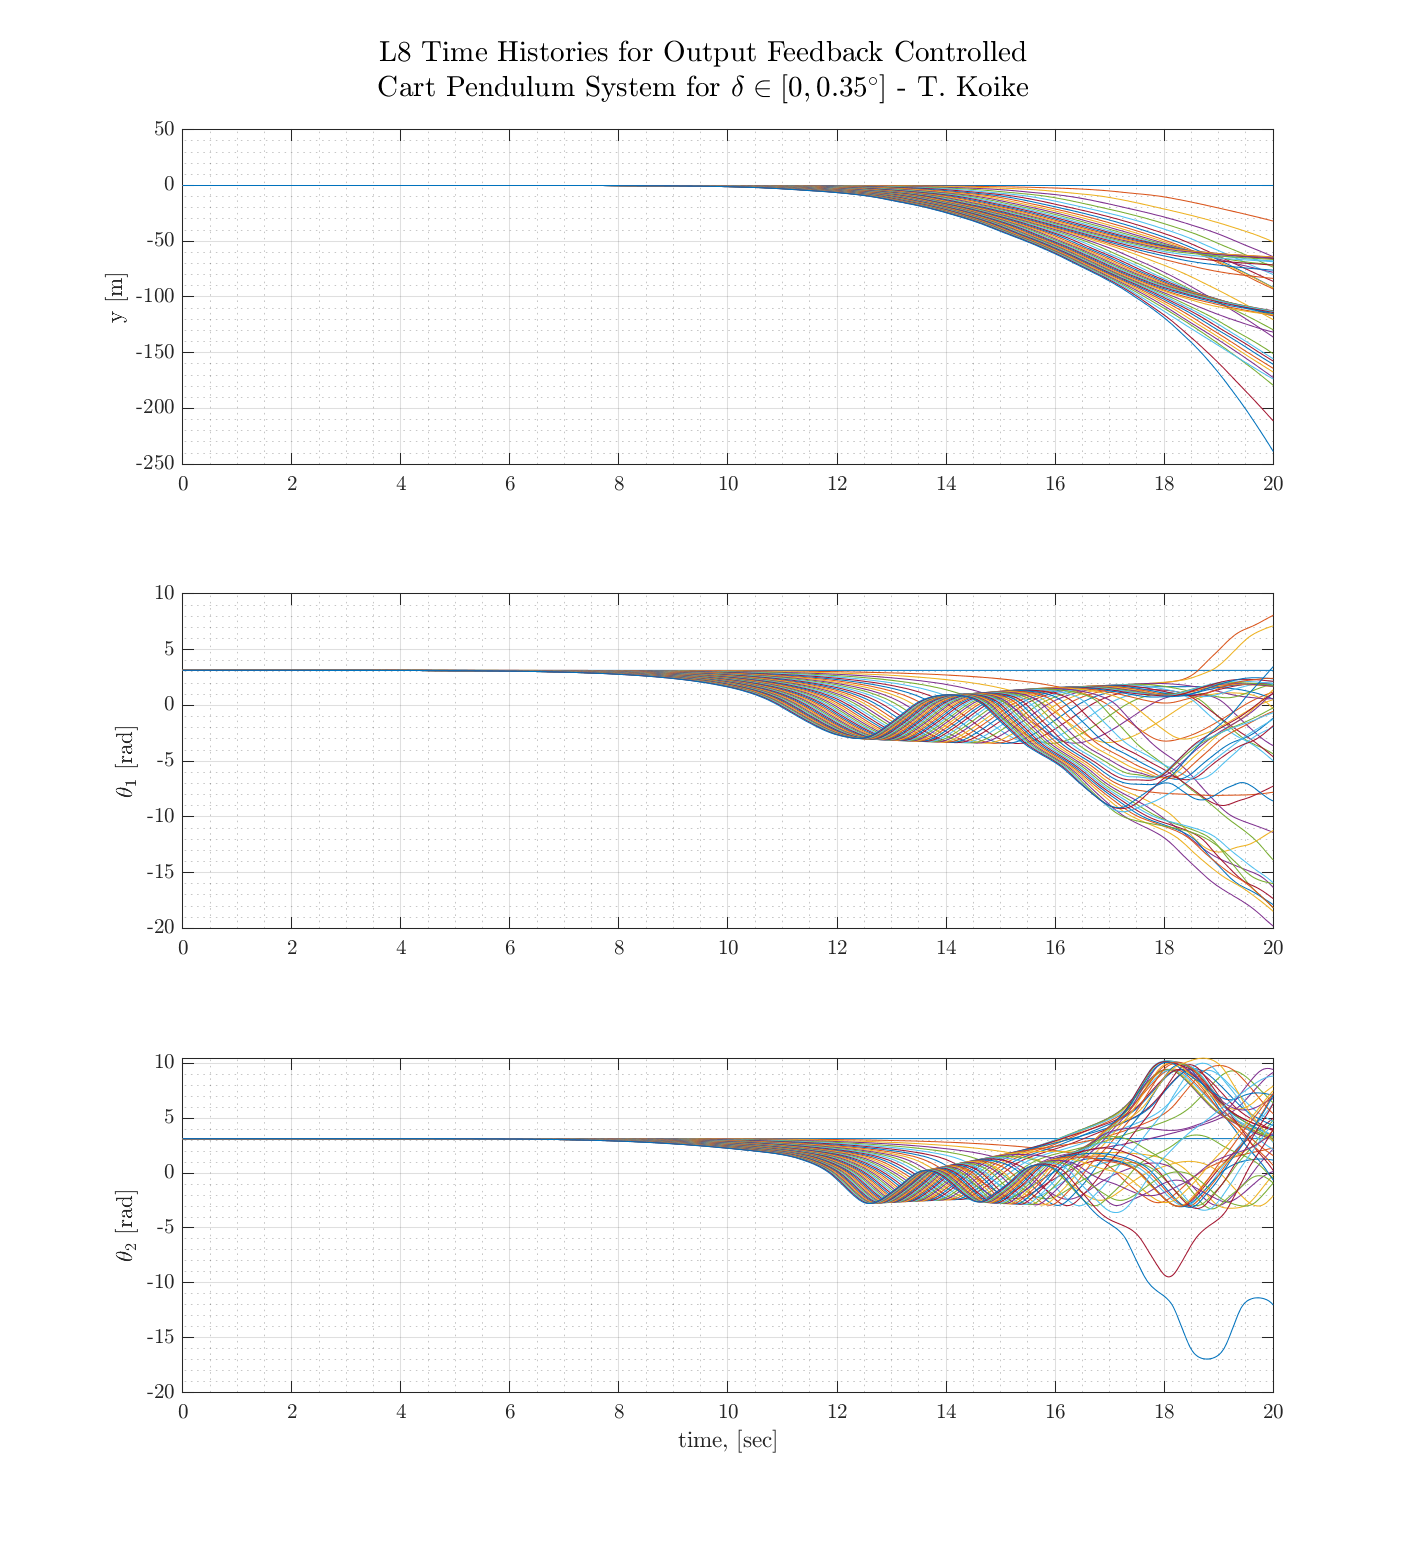 L8 Time Histories for Output Feedback Controlled
Cart Pendulum System for δ ∈ [0, 0.35°] - T. Koike
50
0
-50
-100
-150
-200
-250
y [m]
0 2 4 6 8 10 12 14 16 18 20
10
5
0
-5
-10
-15
-20
θ₁ [rad]
0 2 4 6 8 10 12 14 16 18 20
10
5
0
-5
-10
-15
-20
θ₂ [rad]
0 2 4 6 8 10 12 14 16 18 20
time, [sec]